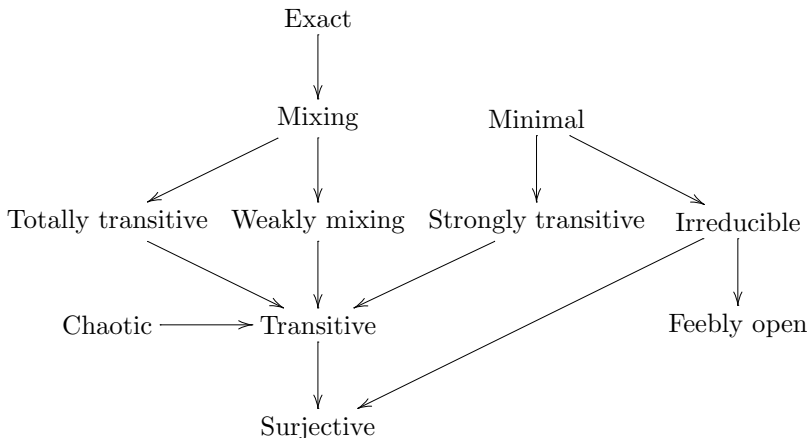 Exact
Mixing
Minimal
Totally transitive
Weakly mixing
Strongly transitive
Irreducible
Chaotic
Transitive
Feebly open
Surjective